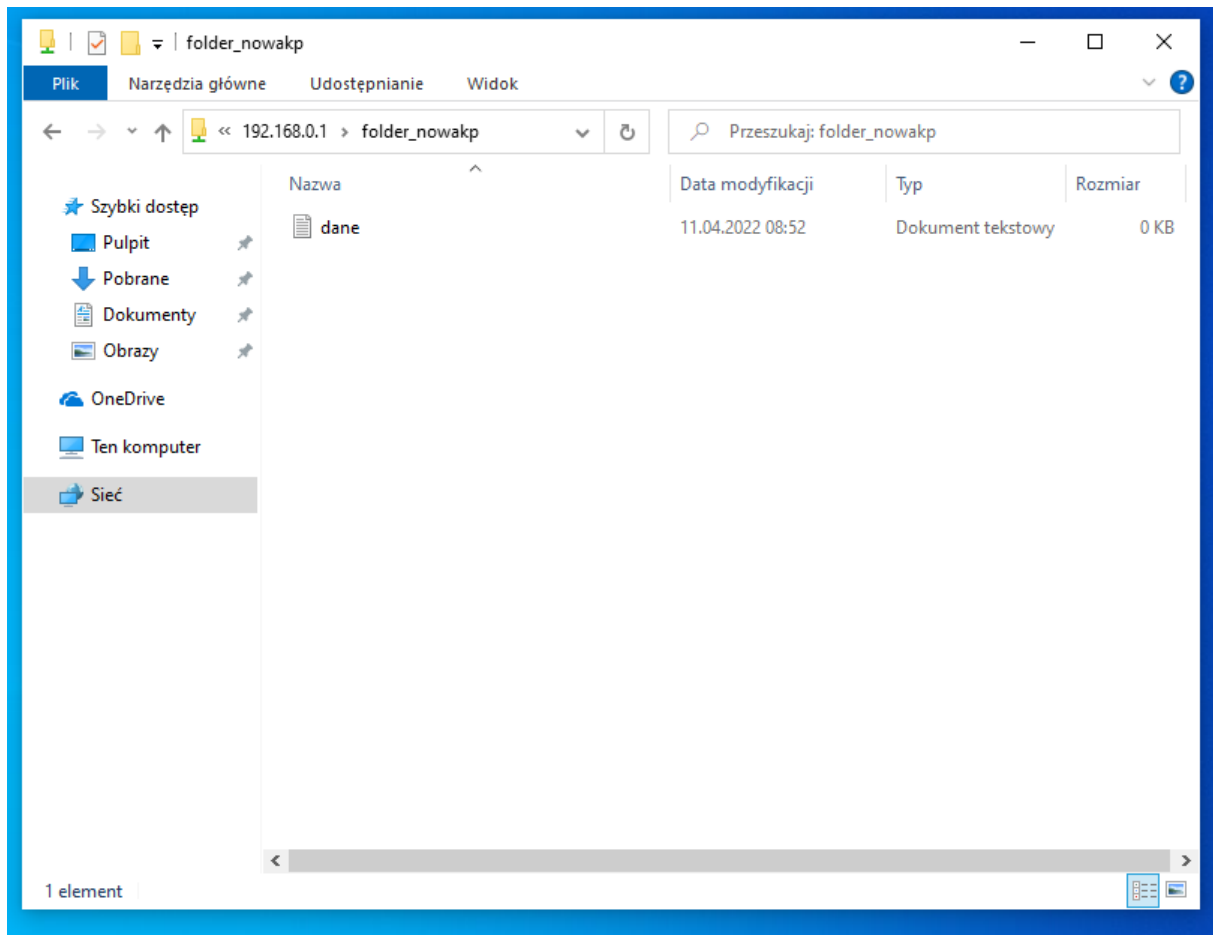 folder_nowakp
Plik Narzędzia główne Udostępnianie Widok ?
« 192.168.0.1 > folder_nowakp Przeszukaj: folder_nowakp
Nazwa Data modyfikacji Typ Rozmiar
dane 11.04.2022 08:52 Dokument tekstowy 0 KB
Szybki dostęp
Pulpit
Pobrane
Dokumenty
Obrazy
OneDrive
Ten komputer
Sieć
1 element